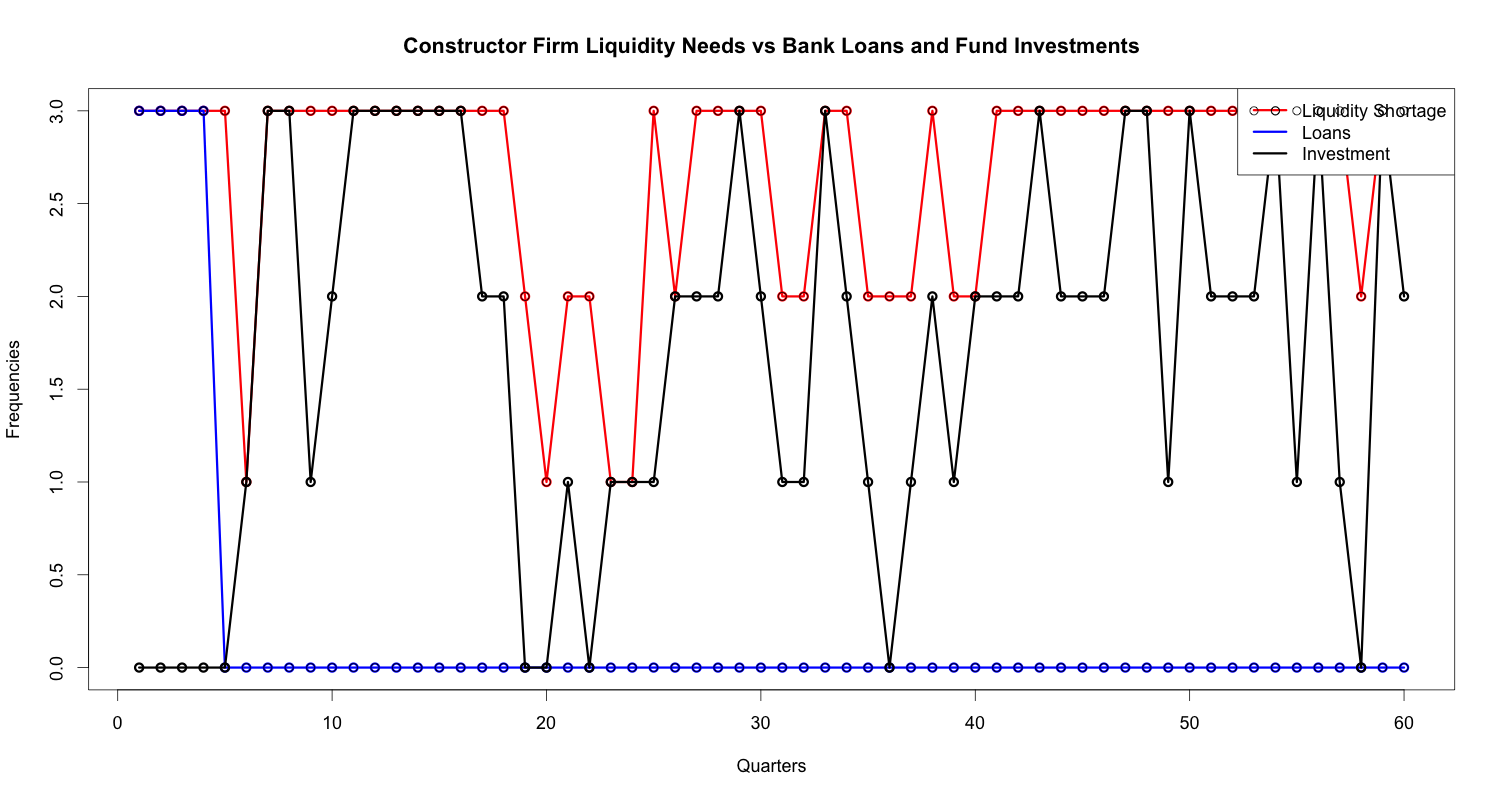 Constructor Firm Liquidity Needs vs Bank Loans and Fund Investments
Frequencies
3.0
2.5
2.0
1.5
1.0
0.5
0.0
Liquidity Shortage
Loans
Investment
0 10 20 30 40 50 60
Quarters